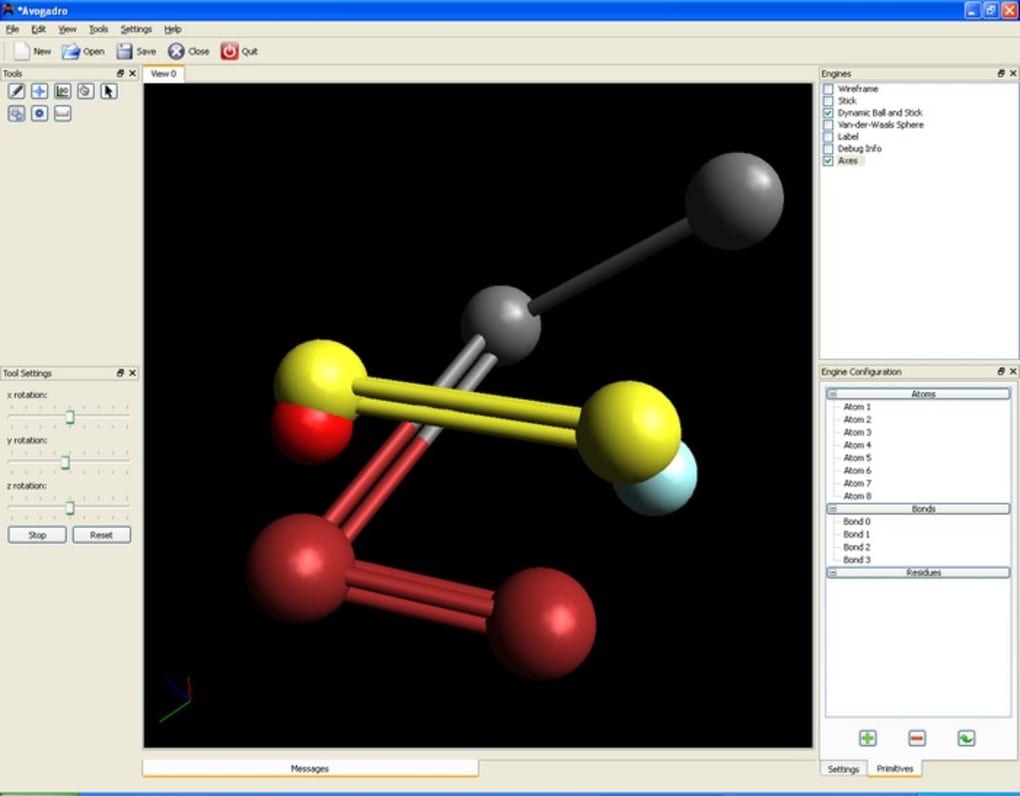 *Avogadro
File Edit View Tools Settings Help
New Open Save Close Quit
Tools
View 0
Engines
Wireframe
Stick
Dynamic Ball and Stick
Van-der-Waals Sphere
Label
Debug Info
Axes
Tool Settings
x rotation:
y rotation:
z rotation:
Stop Reset
Engine Configuration
Atoms
Atom 1
Atom 2
Atom 3
Atom 4
Atom 5
Atom 6
Atom 7
Atom 8
Bonds
Bond 0
Bond 1
Bond 2
Bond 3
Residues
Messages
Settings Primitives